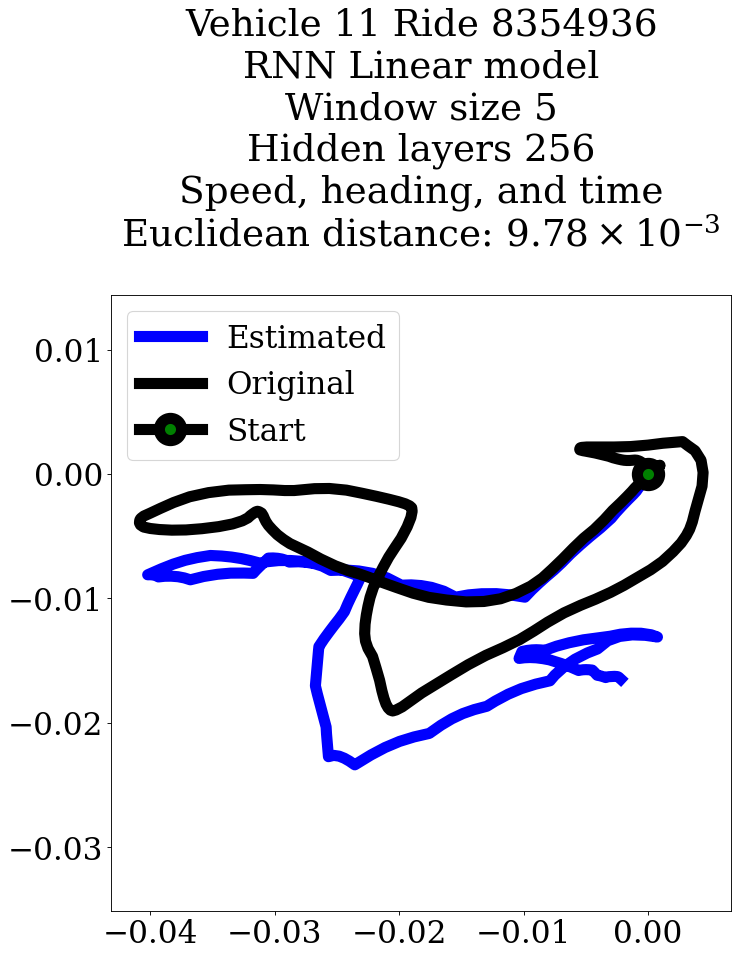 Vehicle 11 Ride 8354936
RNN Linear model
Window size 5
Hidden layers 256
Speed, heading, and time
Euclidean distance: 9.78 × 10⁻³
Estimated
Original
Start
0.01
0.00
−0.01
−0.02
−0.03
−0.04 −0.03 −0.02 −0.01 0.00